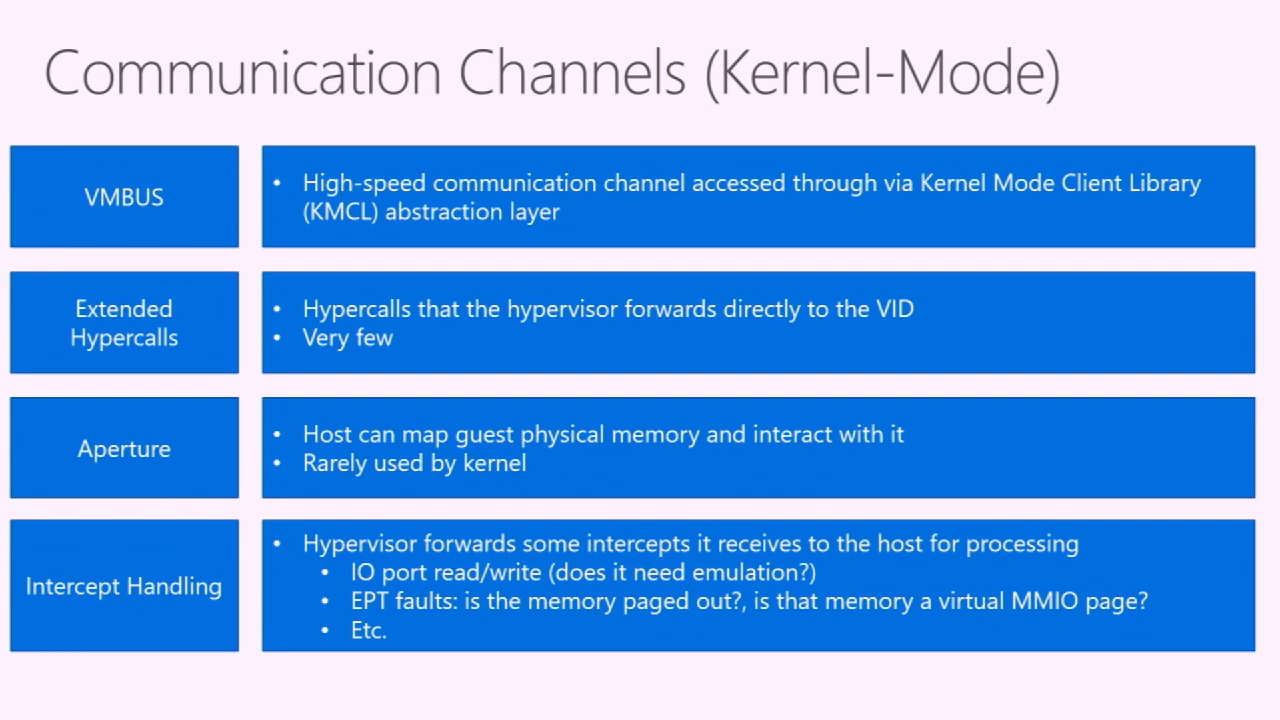 Communication Channels (Kernel-Mode)
VMBUS
• High-speed communication channel accessed through via Kernel Mode Client Library
(KMCL) abstraction layer
Extended
Hypercalls
• Hypercalls that the hypervisor forwards directly to the VID
• Very few
Aperture
• Host can map guest physical memory and interact with it
• Rarely used by kernel
Intercept Handling
• Hypervisor forwards some intercepts it receives to the host for processing
• IO port read/write (does it need emulation?)
• EPT faults: is the memory paged out?, is that memory a virtual MMIO page?
• Etc.